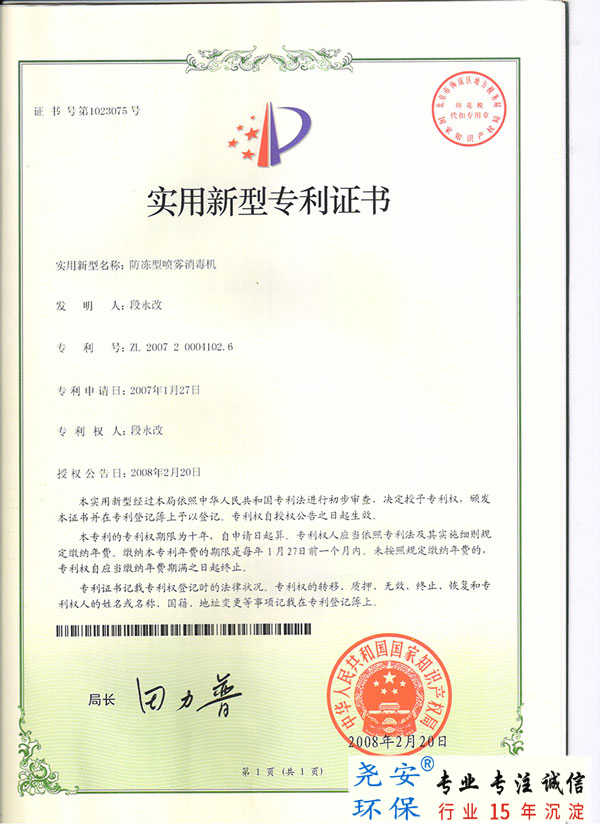 证 书 号 第1023075号
北京市海淀区地方税务局
印 花 税
代扣专用章
国家知识产权局
实用新型专利证书
实用新型名称：防冻型喷雾消毒机
发 明 人：段永改
专 利 号：ZL 2007 2 0004102.6
专利申请日：2007年1月27日
专 利 权 人：段永改
授权公告日：2008年2月20日
本实用新型经过本局依照中华人民共和国专利法进行初步审查，决定授予专利权，颁发
本证书并在专利登记簿上予以登记。专利权自授权公告之日起生效。
本专利的专利权期限为十年，自申请日起算。专利权人应当依照专利法及其实施细则规
定缴纳年费。缴纳本专利年费的期限是每年1月27日前一个月内。未按照规定缴纳年费的，
专利权自应当缴纳年费期满之日起终止。
专利证书记载专利权登记时的法律状况。专利权的转移、质押、无效、终止、恢复和专
利权人的姓名或名称、国籍、地址变更等事项记载在专利登记簿上。
局长 田力普
中华人民共和国国家知识产权局
2008年2月20日
第 1 页 (共 1 页)
尧安® 专业 专注 诚信
环保 行业 15 年沉淀